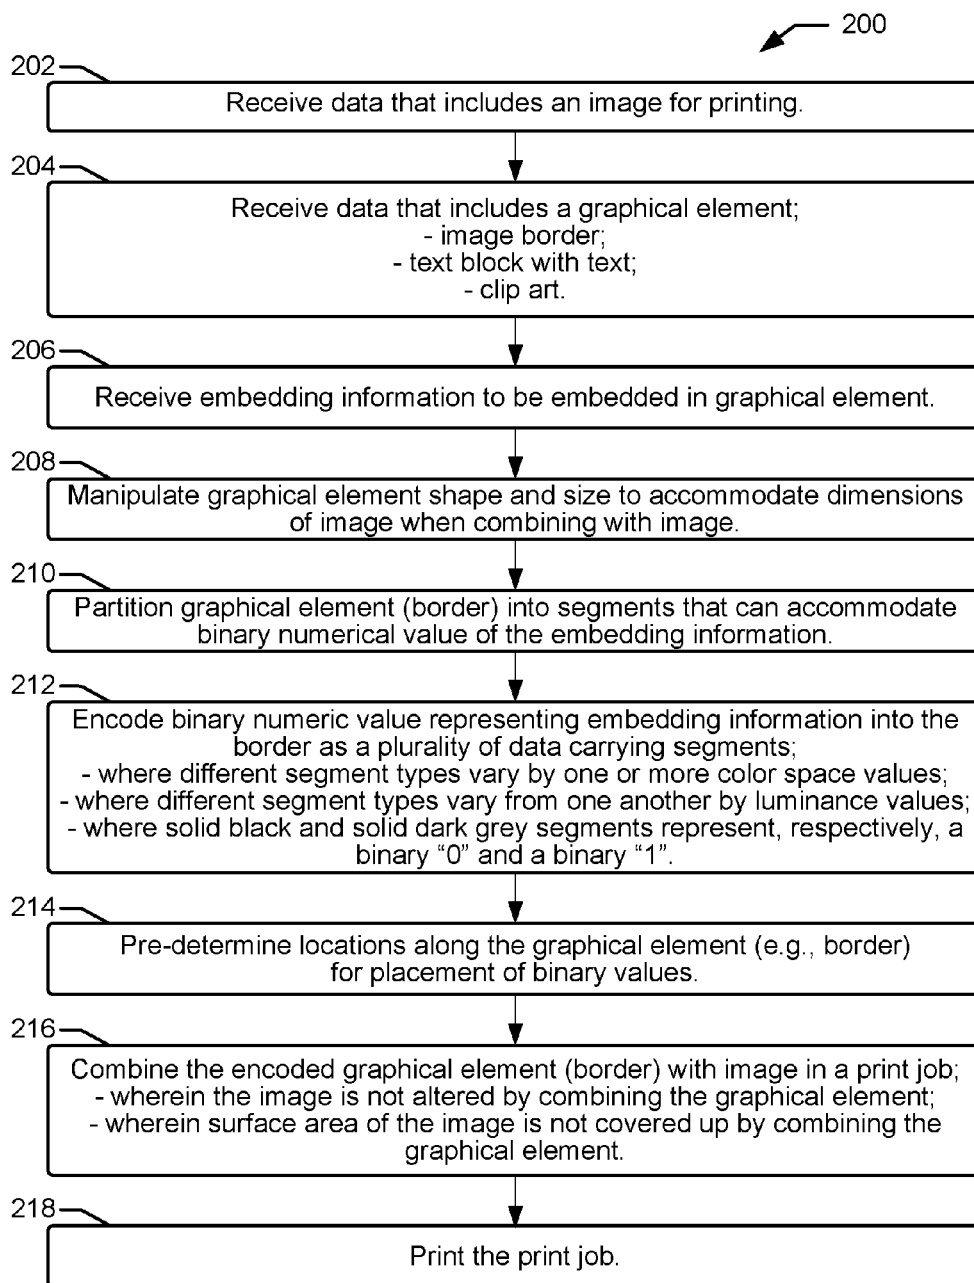 200
202
Receive data that includes an image for printing.
204
Receive data that includes a graphical element;
- image border;
- text block with text;
- clip art.
206
Receive embedding information to be embedded in graphical element.
208
Manipulate graphical element shape and size to accommodate dimensions
of image when combining with image.
210
Partition graphical element (border) into segments that can accommodate
binary numerical value of the embedding information.
212
Encode binary numeric value representing embedding information into the
border as a plurality of data carrying segments;
- where different segment types vary by one or more color space values;
- where different segment types vary from one another by luminance values;
- where solid black and solid dark grey segments represent, respectively, a
binary “0” and a binary “1”.
214
Pre-determine locations along the graphical element (e.g., border)
for placement of binary values.
216
Combine the encoded graphical element (border) with image in a print job;
- wherein the image is not altered by combining the graphical element;
- wherein surface area of the image is not covered up by combining the
graphical element.
218
Print the print job.